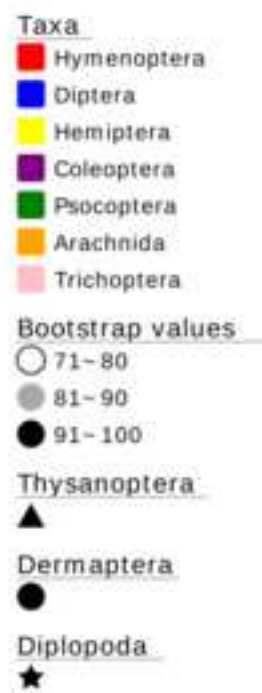 Taxa
Hymenoptera
Diptera
Hemiptera
Coleoptera
Psocoptera
Arachnida
Trichoptera
Bootstrap values
71~80
81~90
91~100
Thysanoptera
Dermaptera
Diplopoda